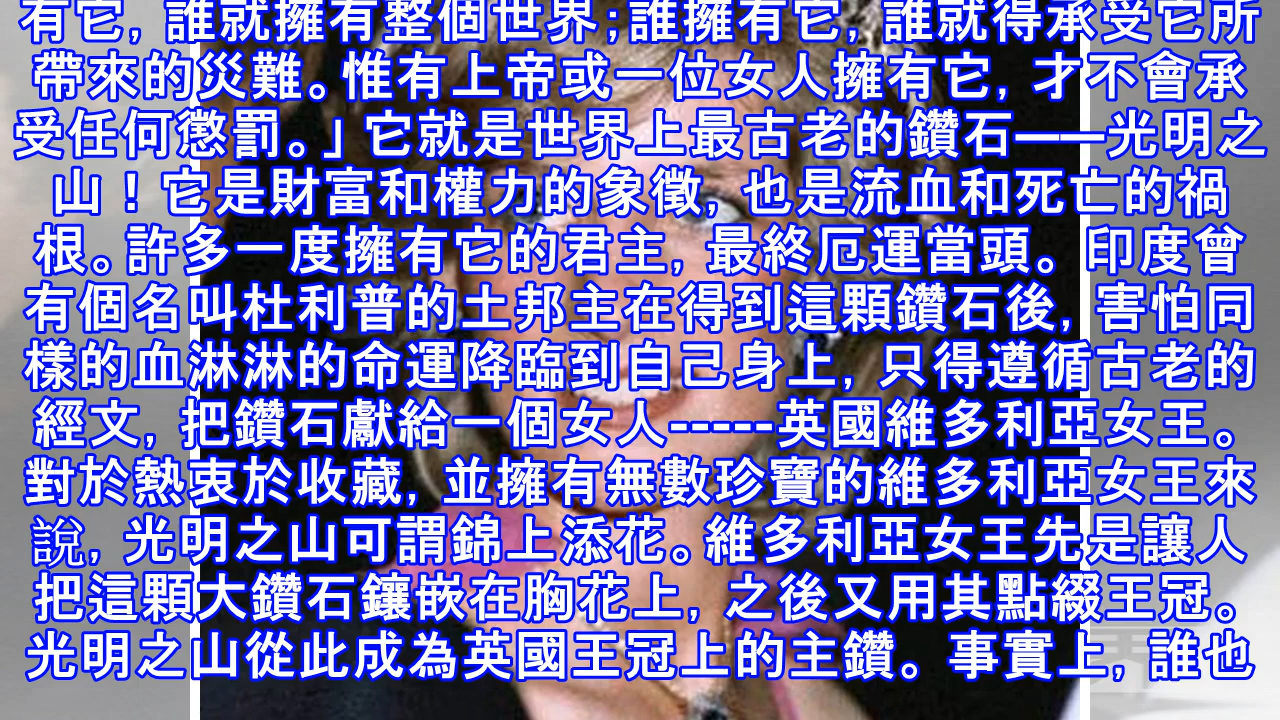 有它, 誰就擁有整個世界;誰擁有它, 誰就得承受它所
帶來的災難。惟有上帝或一位女人擁有它, 才不會承
受任何懲罰。」它就是世界上最古老的鑽石——光明之
山！它是財富和權力的象徵, 也是流血和死亡的禍
根。許多一度擁有它的君主, 最終厄運當頭。印度曾
有個名叫杜利普的土邦主在得到這顆鑽石後, 害怕同
樣的血淋淋的命運降臨到自己身上, 只得遵循古老的
經文, 把鑽石獻給一個女人-----英國維多利亞女王。
對於熱衷於收藏, 並擁有無數珍寶的維多利亞女王來
說, 光明之山可謂錦上添花。維多利亞女王先是讓人
把這顆大鑽石鑲嵌在胸花上, 之後又用其點綴王冠。
光明之山從此成為英國王冠上的主鑽。事實上, 誰也